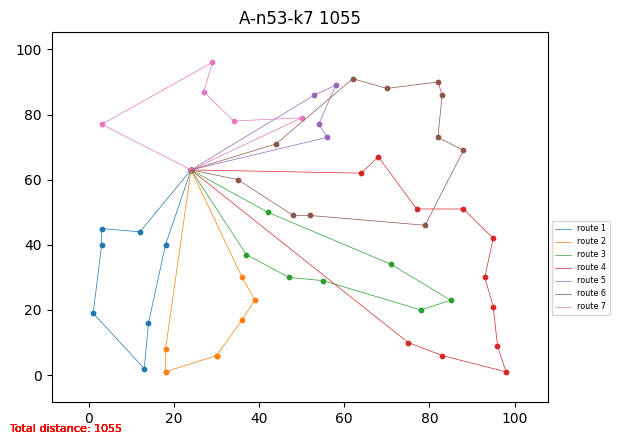 A-n53-k7 1055
100
80
60
40
20
0
0 20 40 60 80 100
route 1
route 2
route 3
route 4
route 5
route 6
route 7
Total distance: 1055